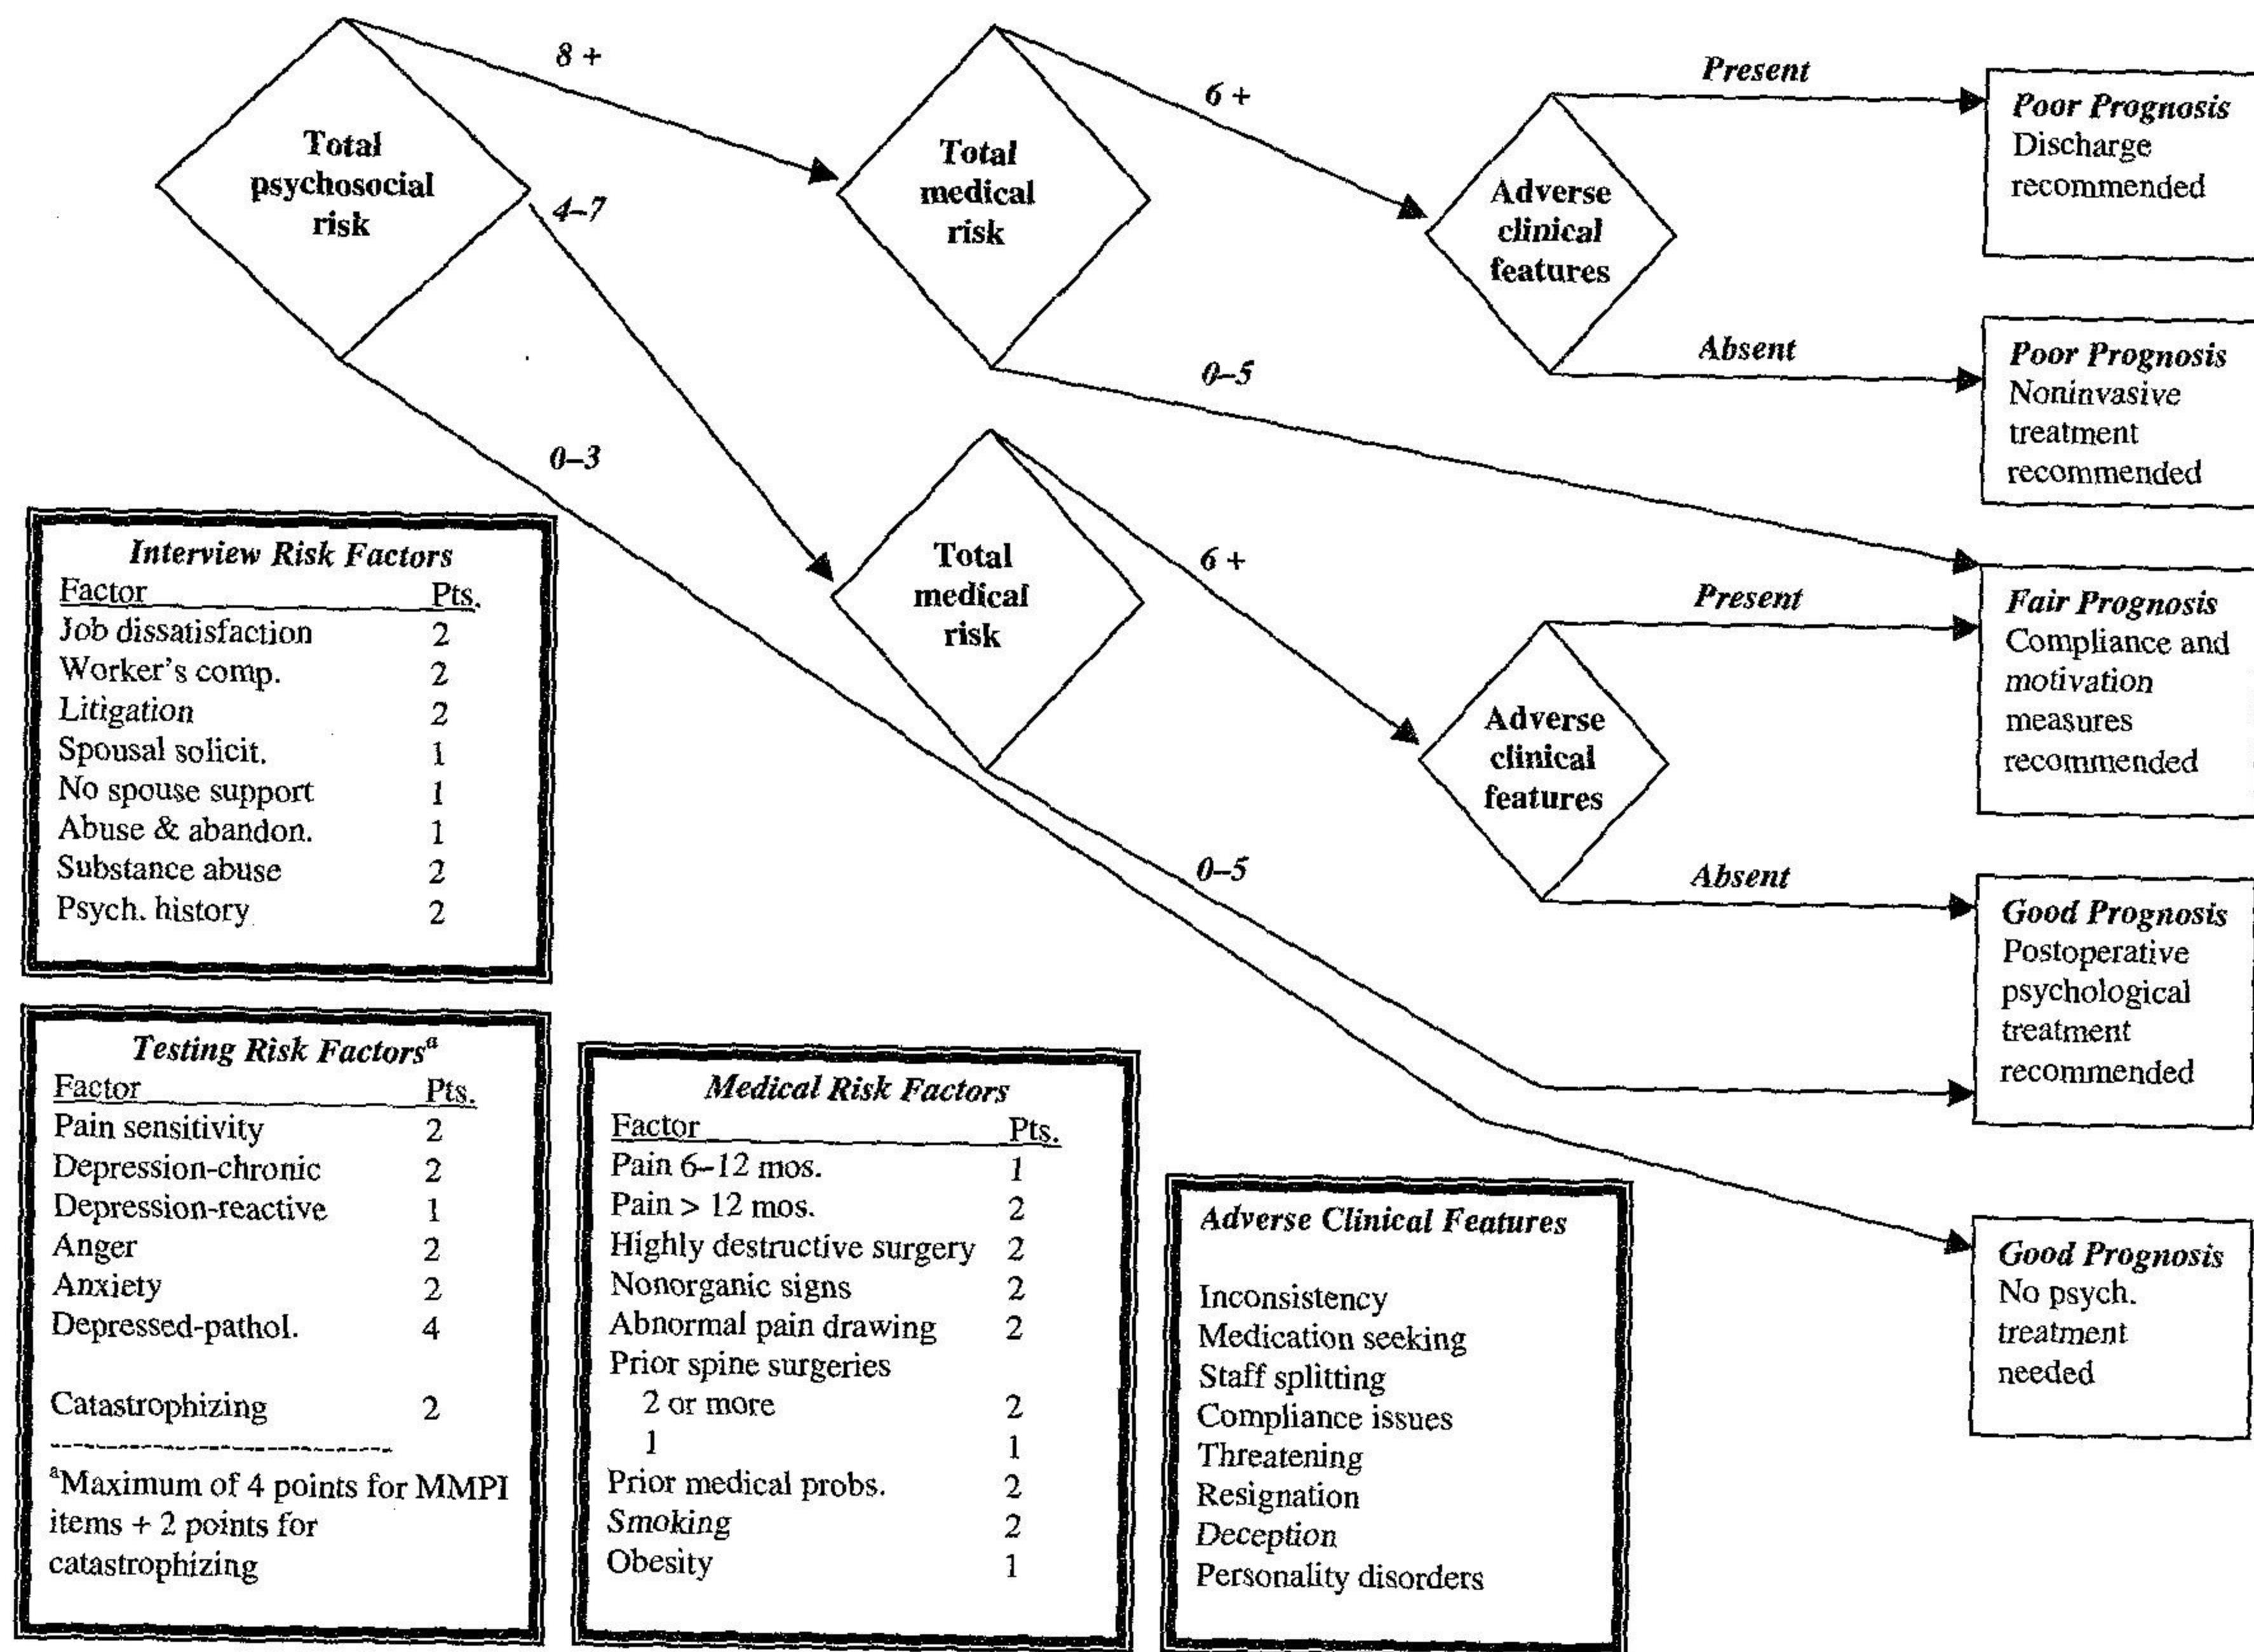 Total
psychosocial
risk
8 +
4–7
0–3
Total
medical
risk
6 +
0–5
Adverse
clinical
features
Present
Absent
Poor Prognosis
Discharge
recommended
Poor Prognosis
Noninvasive
treatment
recommended
Total
medical
risk
6 +
0–5
Adverse
clinical
features
Present
Absent
Fair Prognosis
Compliance and
motivation
measures
recommended
Good Prognosis
Postoperative
psychological
treatment
recommended
Good Prognosis
No psych.
treatment
needed
Interview Risk Factors
Factor Pts.
Job dissatisfaction 2
Worker's comp. 2
Litigation 2
Spousal solicit. 1
No spouse support 1
Abuse & abandon. 1
Substance abuse 2
Psych. history 2
Testing Risk Factorsª
Factor Pts.
Pain sensitivity 2
Depression-chronic 2
Depression-reactive 1
Anger 2
Anxiety 2
Depressed-pathol. 4
Catastrophizing 2
ªMaximum of 4 points for MMPI
items + 2 points for
catastrophizing
Medical Risk Factors
Factor Pts.
Pain 6–12 mos. 1
Pain > 12 mos. 2
Highly destructive surgery 2
Nonorganic signs 2
Abnormal pain drawing 2
Prior spine surgeries
2 or more 2
1 1
Prior medical probs. 2
Smoking 2
Obesity 1
Adverse Clinical Features
Inconsistency
Medication seeking
Staff splitting
Compliance issues
Threatening
Resignation
Deception
Personality disorders